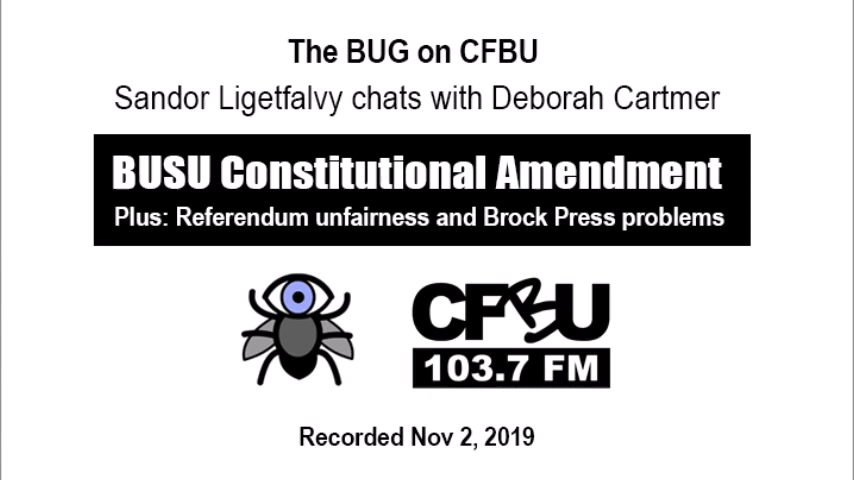 The BUG on CFBU
Sandor Ligetfalvy chats with Deborah Cartmer
BUSU Constitutional Amendment
Plus: Referendum unfairness and Brock Press problems
CFBU
103.7 FM
Recorded Nov 2, 2019